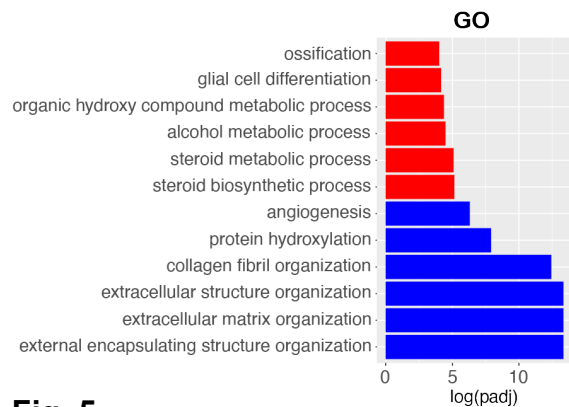 GO
ossification
glial cell differentiation
organic hydroxy compound metabolic process
alcohol metabolic process
steroid metabolic process
steroid biosynthetic process
angiogenesis
protein hydroxylation
collagen fibril organization
extracellular structure organization
extracellular matrix organization
external encapsulating structure organization
0 5 10
log(padj)
Fig. 5